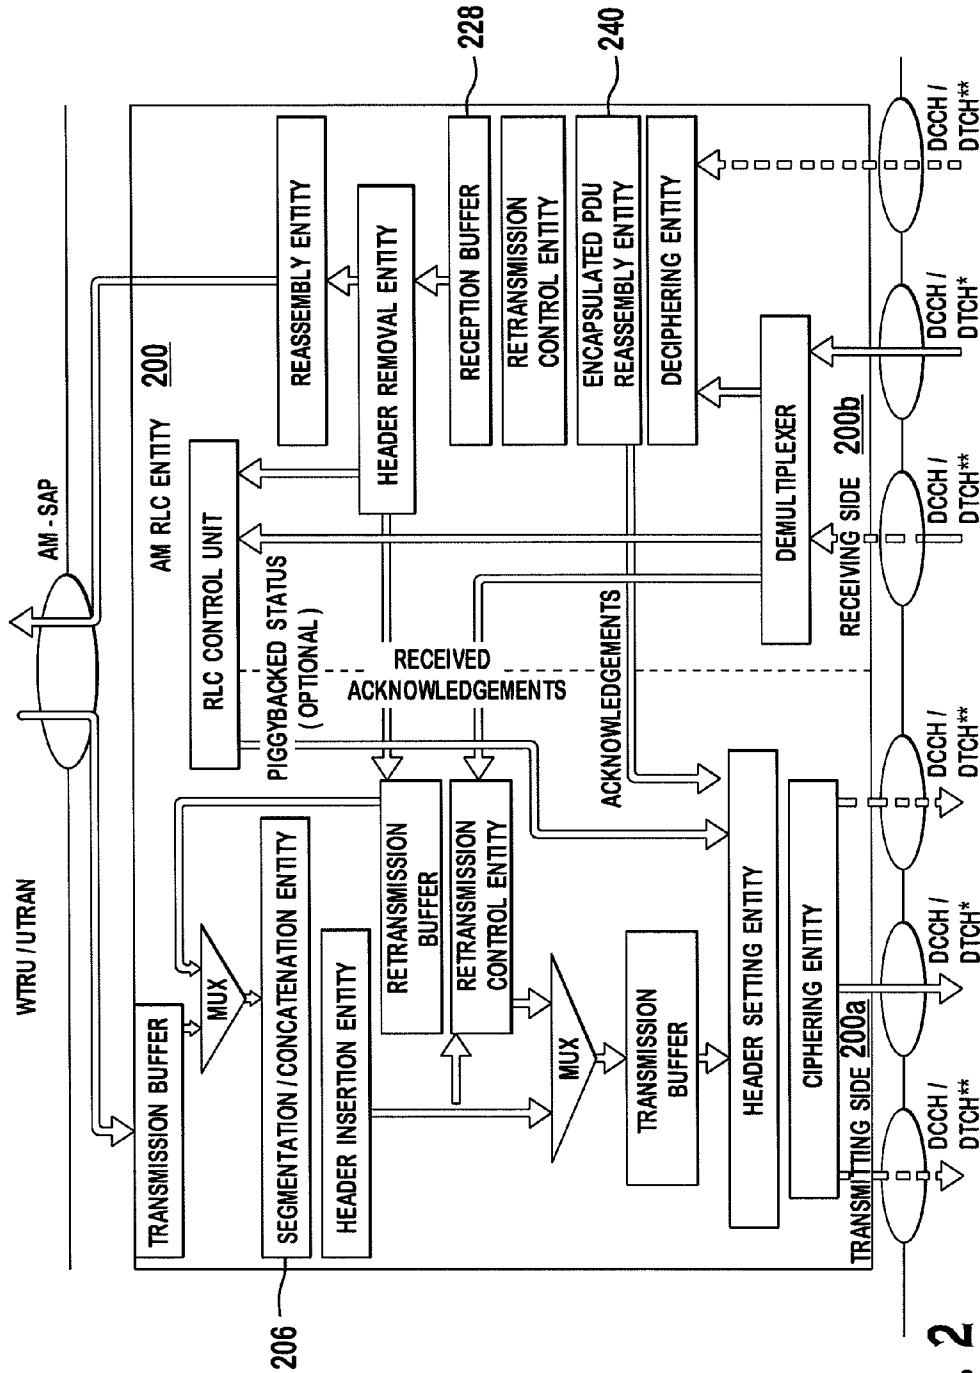 WTRU / UTRAN
AM - SAP
AM RLC ENTITY 200
TRANSMISSION BUFFER
MUX
206
SEGMENTATION / CONCATENATION ENTITY
HEADER INSERTION ENTITY
RETRANSMISSION
BUFFER
RETRANSMISSION
CONTROL ENTITY
MUX
TRANSMISSION
BUFFER
HEADER SETTING ENTITY
CIPHERING ENTITY
TRANSMITTING SIDE 200a
RLC CONTROL UNIT
PIGGYBACKED STATUS
( OPTIONAL )
RECEIVED
ACKNOWLEDGEMENTS
ACKNOWLEDGEMENTS
REASSEMBLY ENTITY
HEADER REMOVAL ENTITY
RECEPTION BUFFER
228
RETRANSMISSION
CONTROL ENTITY
ENCAPSULATED PDU
REASSEMBLY ENTITY
240
DECIPHERING ENTITY
DEMULTIPLEXER
RECEIVING SIDE 200b
DCCH /
DTCH**
DCCH /
DTCH*
DCCH /
DTCH**
DCCH /
DTCH**
DCCH /
DTCH*
DCCH /
DTCH**
2